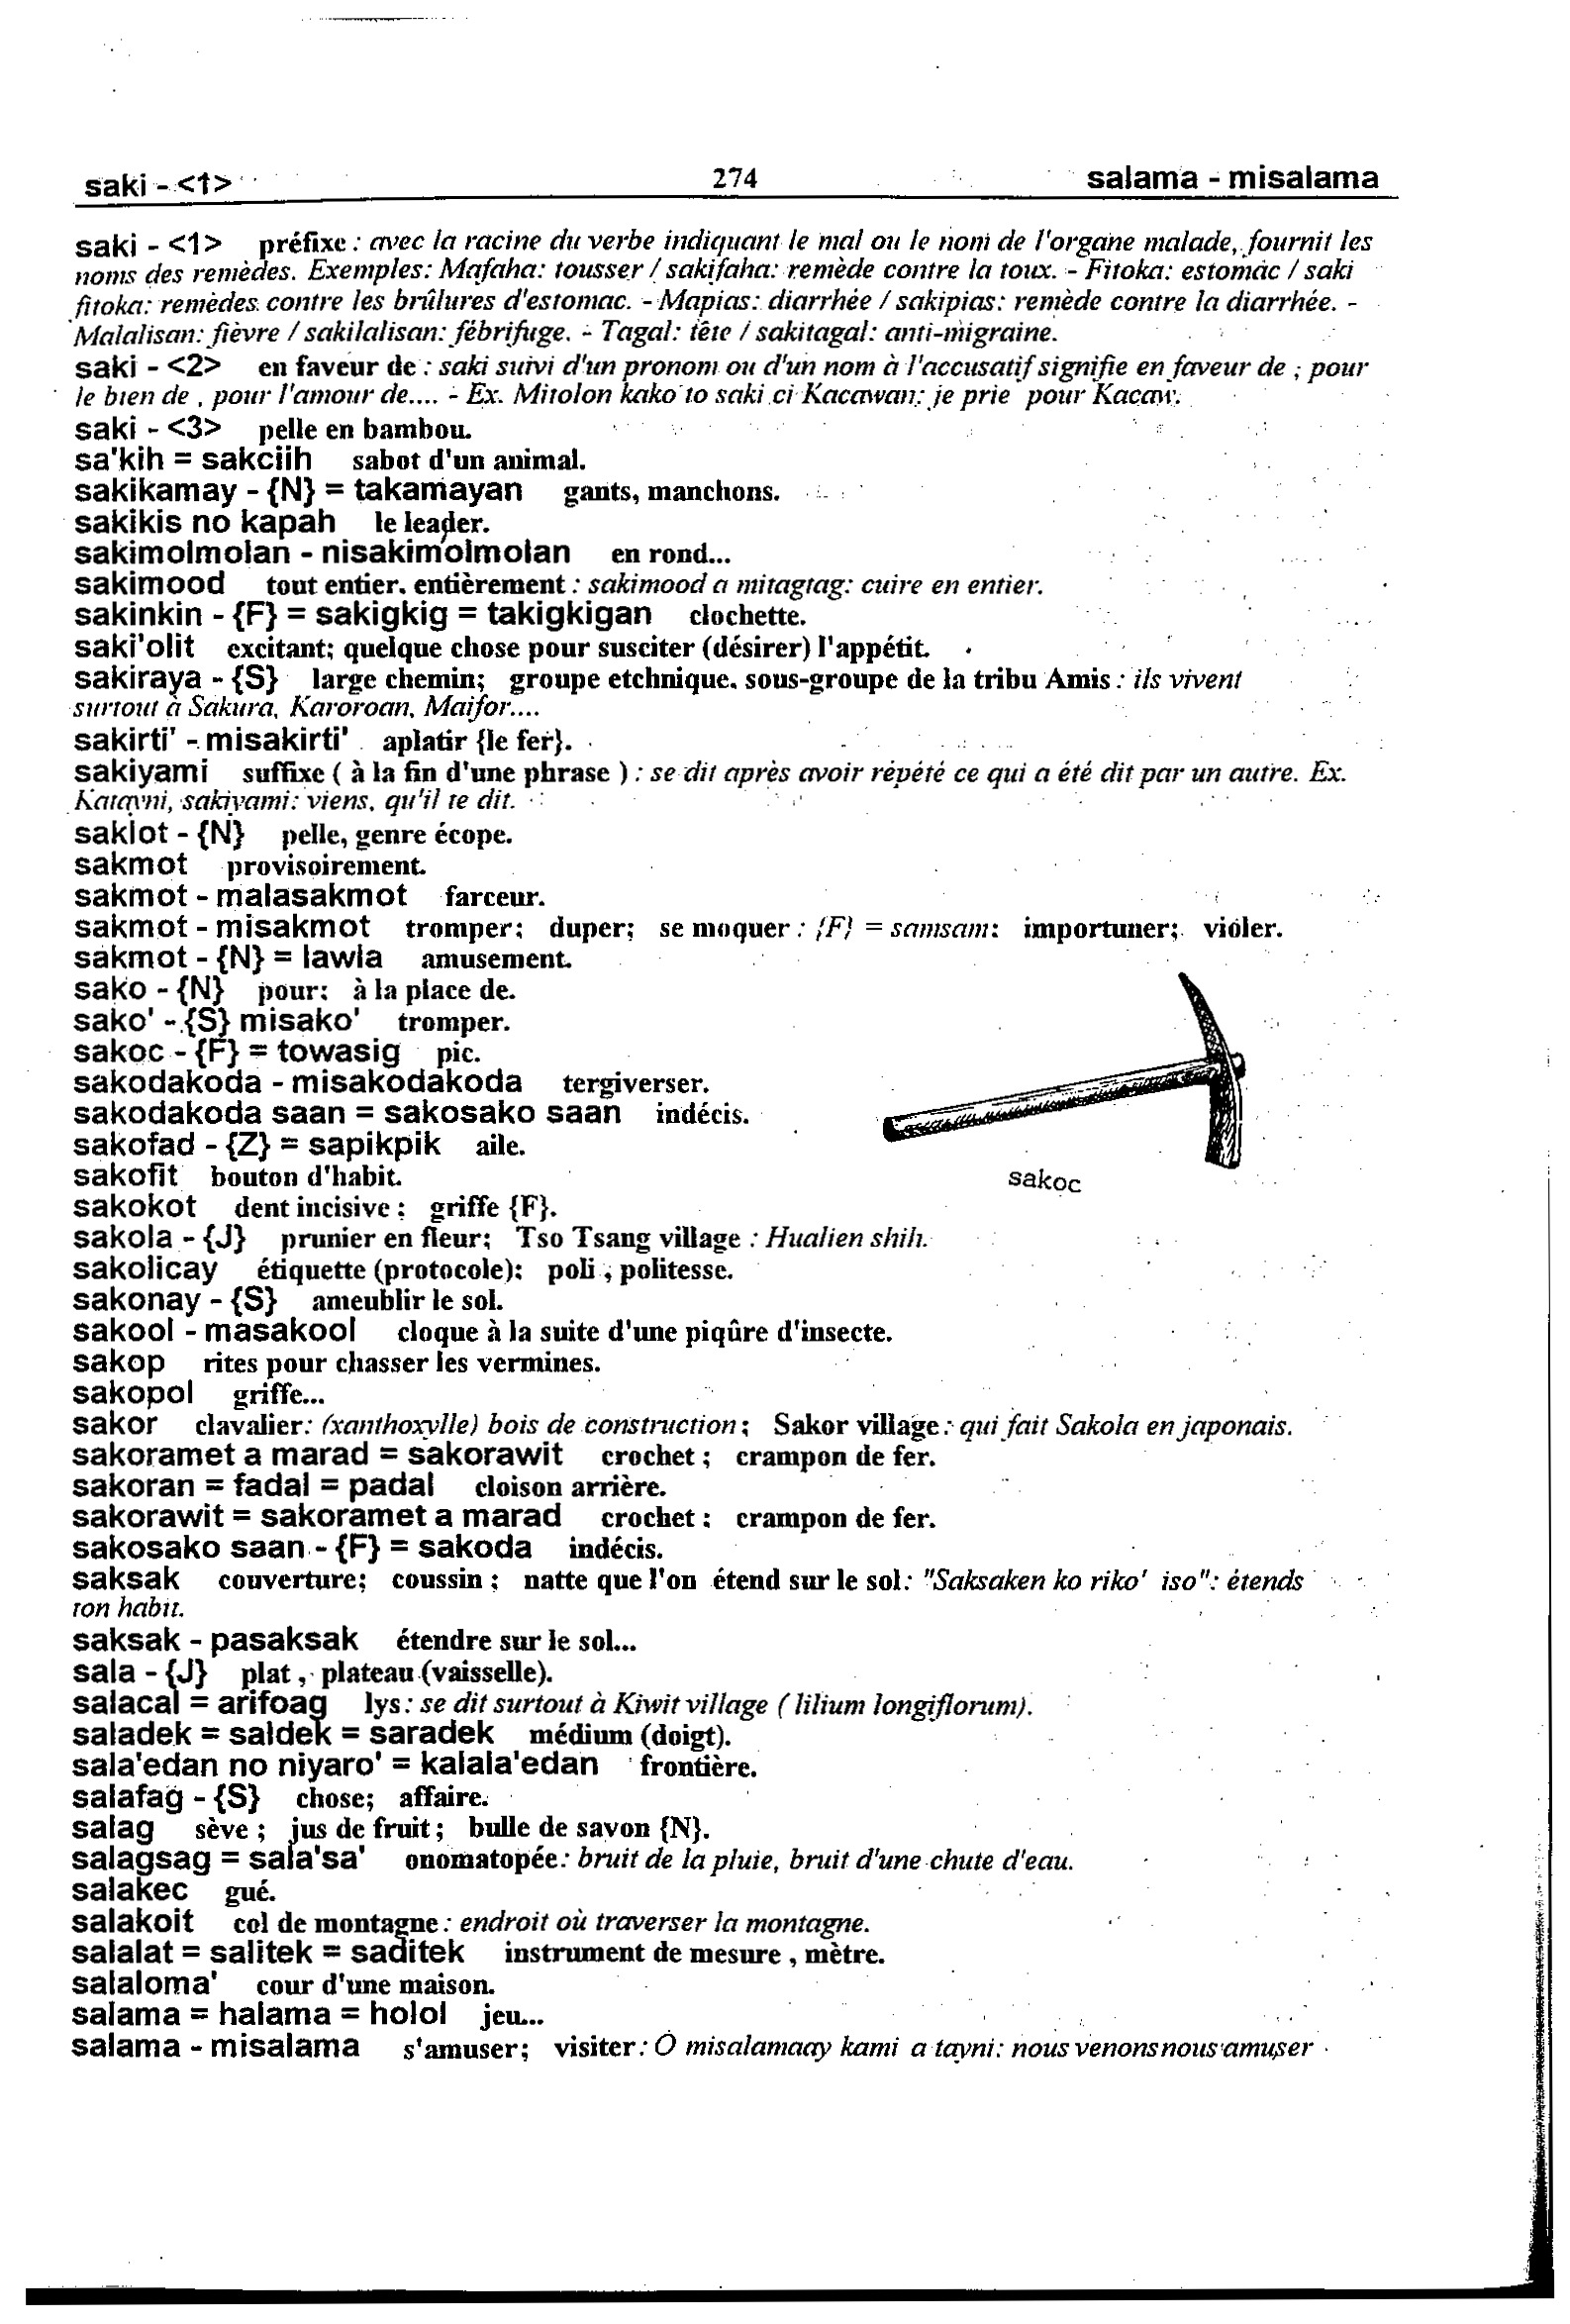 saki - <1> 274 salama - misalama
saki - <1> préfixe : avec la racine du verbe indiquant le mal ou le nom de l'organe malade, fournit les
noms des remèdes. Exemples: Mafaha: tousser / sakifaha: remède contre la toux. - Fitoka: estomac / saki
fitoka: remèdes contre les brûlures d'estomac. - Mapias: diarrhée / sakipias: remède contre la diarrhée. -
Malalisan: fièvre / sakilalisan: fébrifuge. - Tagal: tête / sakitagal: anti-migraine.
saki - <2> en faveur de : saki suivi d'un pronom ou d'un nom à l'accusatif signifie en faveur de ; pour
le bien de , pour l'amour de.... - Ex. Mitolon kako to saki ci Kacawan: je prie pour Kacaw.
saki - <3> pelle en bambou.
sa'kih = sakciih sabot d'un animal.
sakikamay - {N} = takamayan gants, manchons.
sakikis no kapah le leader.
sakimolmolan - nisakimolmolan en rond...
sakimood tout entier. entièrement : sakimood a mitagtag: cuire en entier.
sakinkin - {F} = sakigkig = takigkigan clochette.
saki'olit excitant; quelque chose pour susciter (désirer) l'appétit.
sakiraya - {S} large chemin; groupe etchnique. sous-groupe de la tribu Amis : ils vivent
surtout à Sakura, Karoroan, Maifor....
sakirti' - misakirti' aplatir {le fer}.
sakiyami suffixe ( à la fin d'une phrase ) : se dit après avoir répété ce qui a été dit par un autre. Ex.
Katayni, sakiyami: viens, qu'il te dit.
saklot - {N} pelle, genre écope.
sakmot provisoirement.
sakmot - malasakmot farceur.
sakmot - misakmot tromper; duper; se moquer : {F} = samsam: importuner; violer.
sakmot - {N} = lawla amusement.
sako - {N} pour; à la place de.
sako' - {S} misako' tromper.
sakoc - {F} = towasig pic.
sakodakoda - misakodakoda tergiverser.
sakodakoda saan = sakosako saan indécis.
sakofad - {Z} = sapikpik aile.
sakofit bouton d'habit.
sakoc
sakokot dent incisive ; griffe {F}.
sakola - {J} prunier en fleur; Tso Tsang village : Hualien shih.
sakolicay étiquette (protocole); poli , politesse.
sakonay - {S} ameublir le sol.
sakool - masakool cloque à la suite d'une piqûre d'insecte.
sakop rites pour chasser les vermines.
sakopol griffe...
sakor clavalier: (xanthoxylle) bois de construction ; Sakor village : qui fait Sakola en japonais.
sakoramet a marad = sakorawit crochet ; crampon de fer.
sakoran = fadal = padal cloison arrière.
sakorawit = sakoramet a marad crochet ; crampon de fer.
sakosako saan - {F} = sakoda indécis.
saksak couverture; coussin ; natte que l'on étend sur le sol : "Saksaken ko riko' iso": étends
ton habit.
saksak - pasaksak étendre sur le sol...
sala - {J} plat , plateau (vaisselle).
salacal = arifoag lys : se dit surtout à Kiwit village ( lilium longiflorum).
saladek = saldek = saradek médium (doigt).
sala'edan no niyaro' = kalala'edan frontière.
salafag - {S} chose; affaire.
salag sève ; jus de fruit ; bulle de savon {N}.
salagsag = sala'sa' onomatopée : bruit de la pluie, bruit d'une chute d'eau.
salakec gué.
salakoit col de montagne : endroit où traverser la montagne.
salalat = salitek = saditek instrument de mesure , mètre.
salaloma' cour d'une maison.
salama = halama = holol jeu...
salama - misalama s'amuser; visiter : O misalamaay kami a tayni: nous venons nous amuser